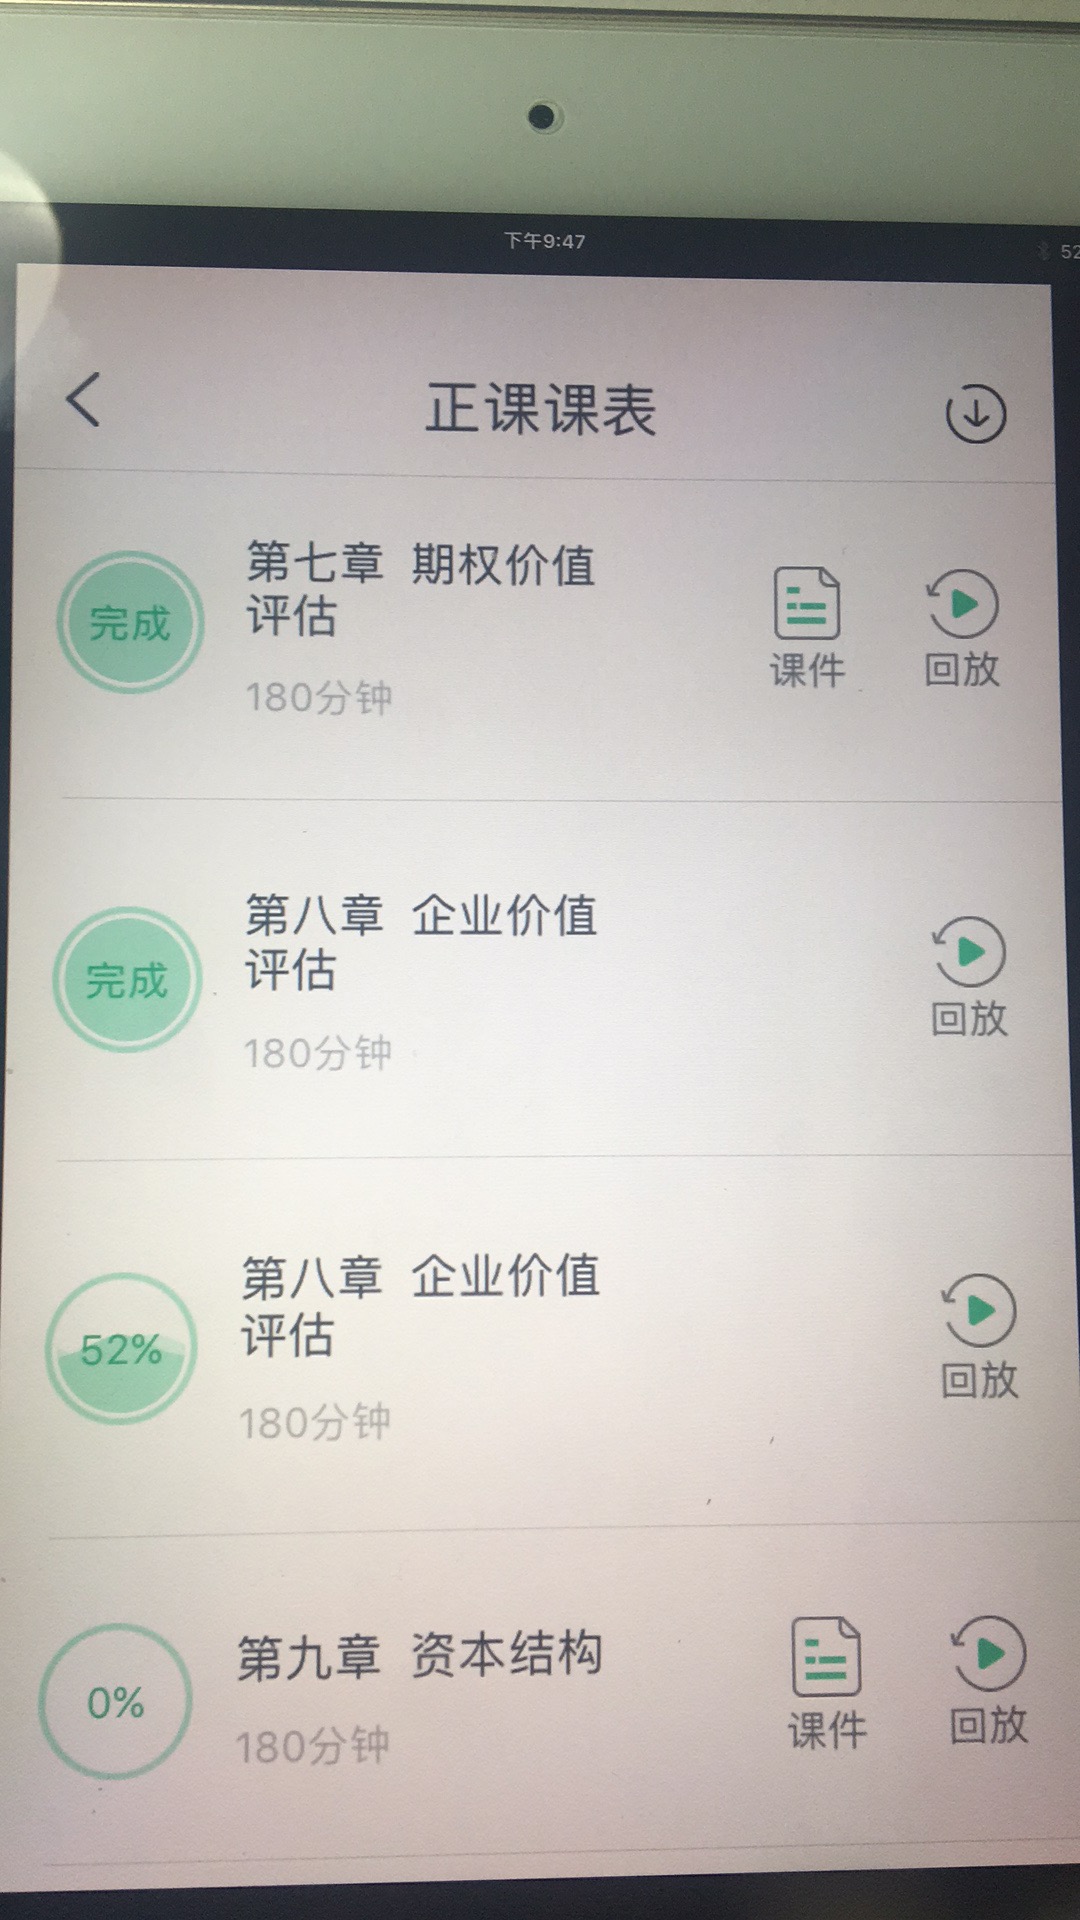 下午9:47
52
正课课表
完成
第七章 期权价值
评估
180分钟
课件
回放
完成
第八章 企业价值
评估
180分钟
回放
52%
第八章 企业价值
评估
180分钟
回放
0%
第九章 资本结构
180分钟
课件
回放